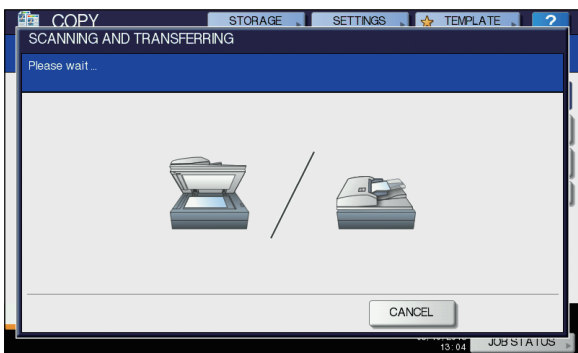 COPY STORAGE SETTINGS TEMPLATE ?
SCANNING AND TRANSFERRING
Please wait ...
CANCEL
13:04 JOB STATUS